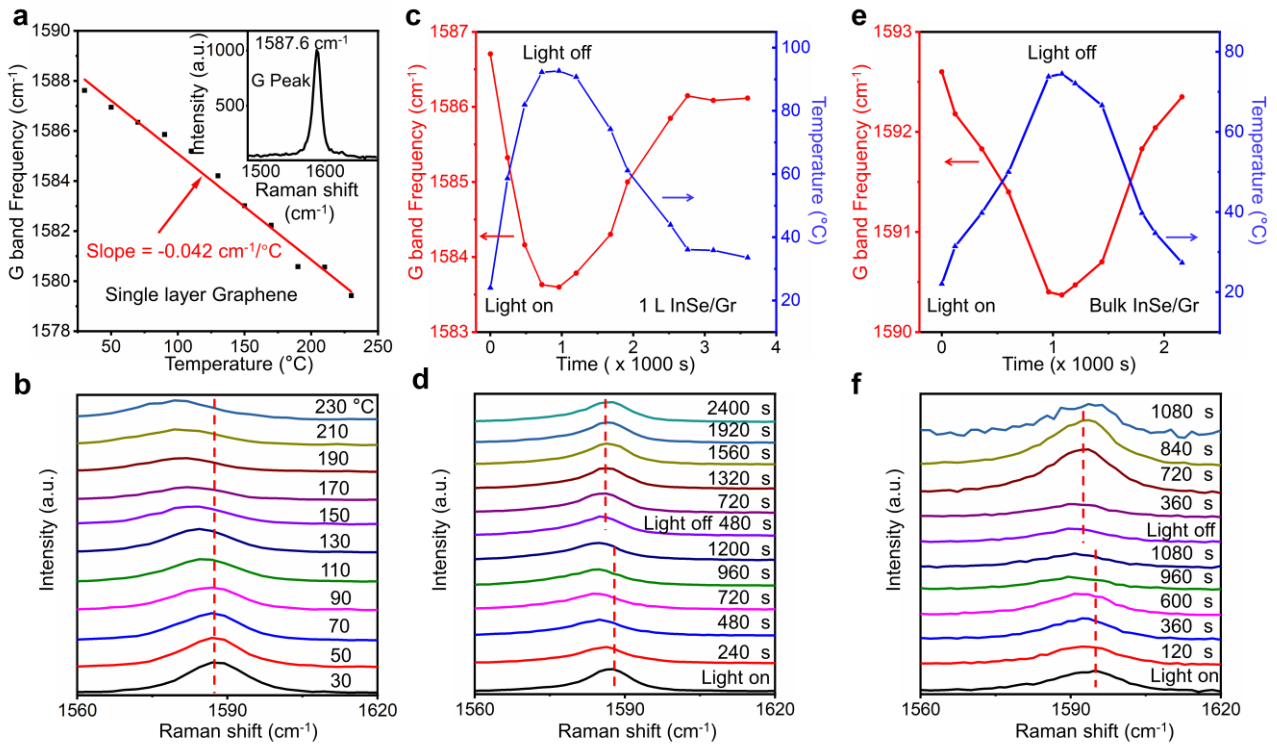 a
1590
1588
1586
1584
1582
1580
1578
G band Frequency (cm-1)
50
100
150
200
250
Temperature (°C)
Slope = -0.042 cm-1/°C
Single layer Graphene
1587.6 cm-1
G Peak
1000
500
Intensity (a.u.)
1500
1600
Raman shift
(cm-1)
c
1587
1586
1585
1584
1583
G band Frequency (cm-1)
Light off
Light on
1 L InSe/Gr
100
80
60
40
20
Temperature (°C)
0
1
2
3
4
Time ( x 1000 s)
e
1593
1592
1591
1590
G band Frequency (cm-1)
Light off
Light on
Bulk InSe/Gr
80
60
40
20
Temperature (°C)
0
1
2
Time (x 1000 s)
b
230 °C
210
190
170
150
130
110
90
70
50
30
Intensity (a.u.)
1560
1590
1620
Raman shift (cm-1)
d
2400 s
1920 s
1560 s
1320 s
720 s
Light off 480 s
1200 s
960 s
720 s
480 s
240 s
Light on
Intensity (a.u.)
1560
1590
1620
Raman shift (cm-1)
f
1080 s
840 s
720 s
360 s
Light off
1080 s
960 s
600 s
360 s
120 s
Light on
Intensity (a.u.)
1560
1590
1620
Raman shift (cm-1)